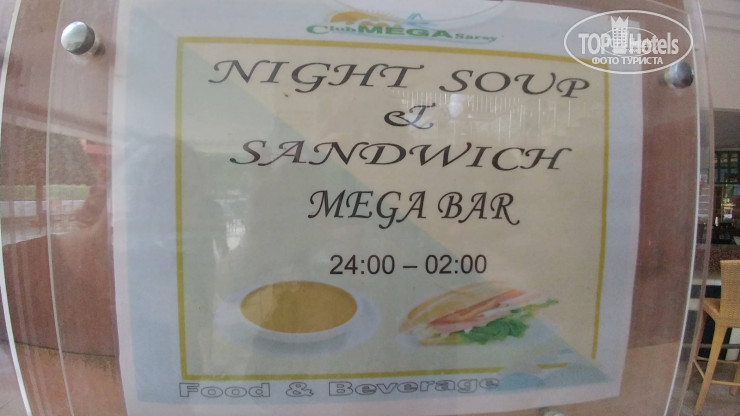 Club MEGA Saray
TOP Hotels
ФОТО ТУРИСТА
NIGHT SOUP
&
SANDWICH
MEGA BAR
24:00 – 02:00
Food & Beverage